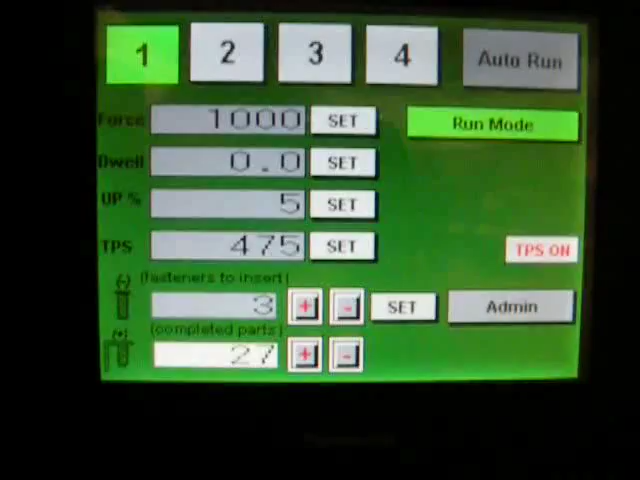 1 2 3 4 Auto Run
Force 1000 SET Run Mode
Dwell 0.0 SET
UP % 5 SET
TPS 475 SET TPS ON
(-) (fasteners to insert)
3 + - SET Admin
(+) (completed parts)
27 + -